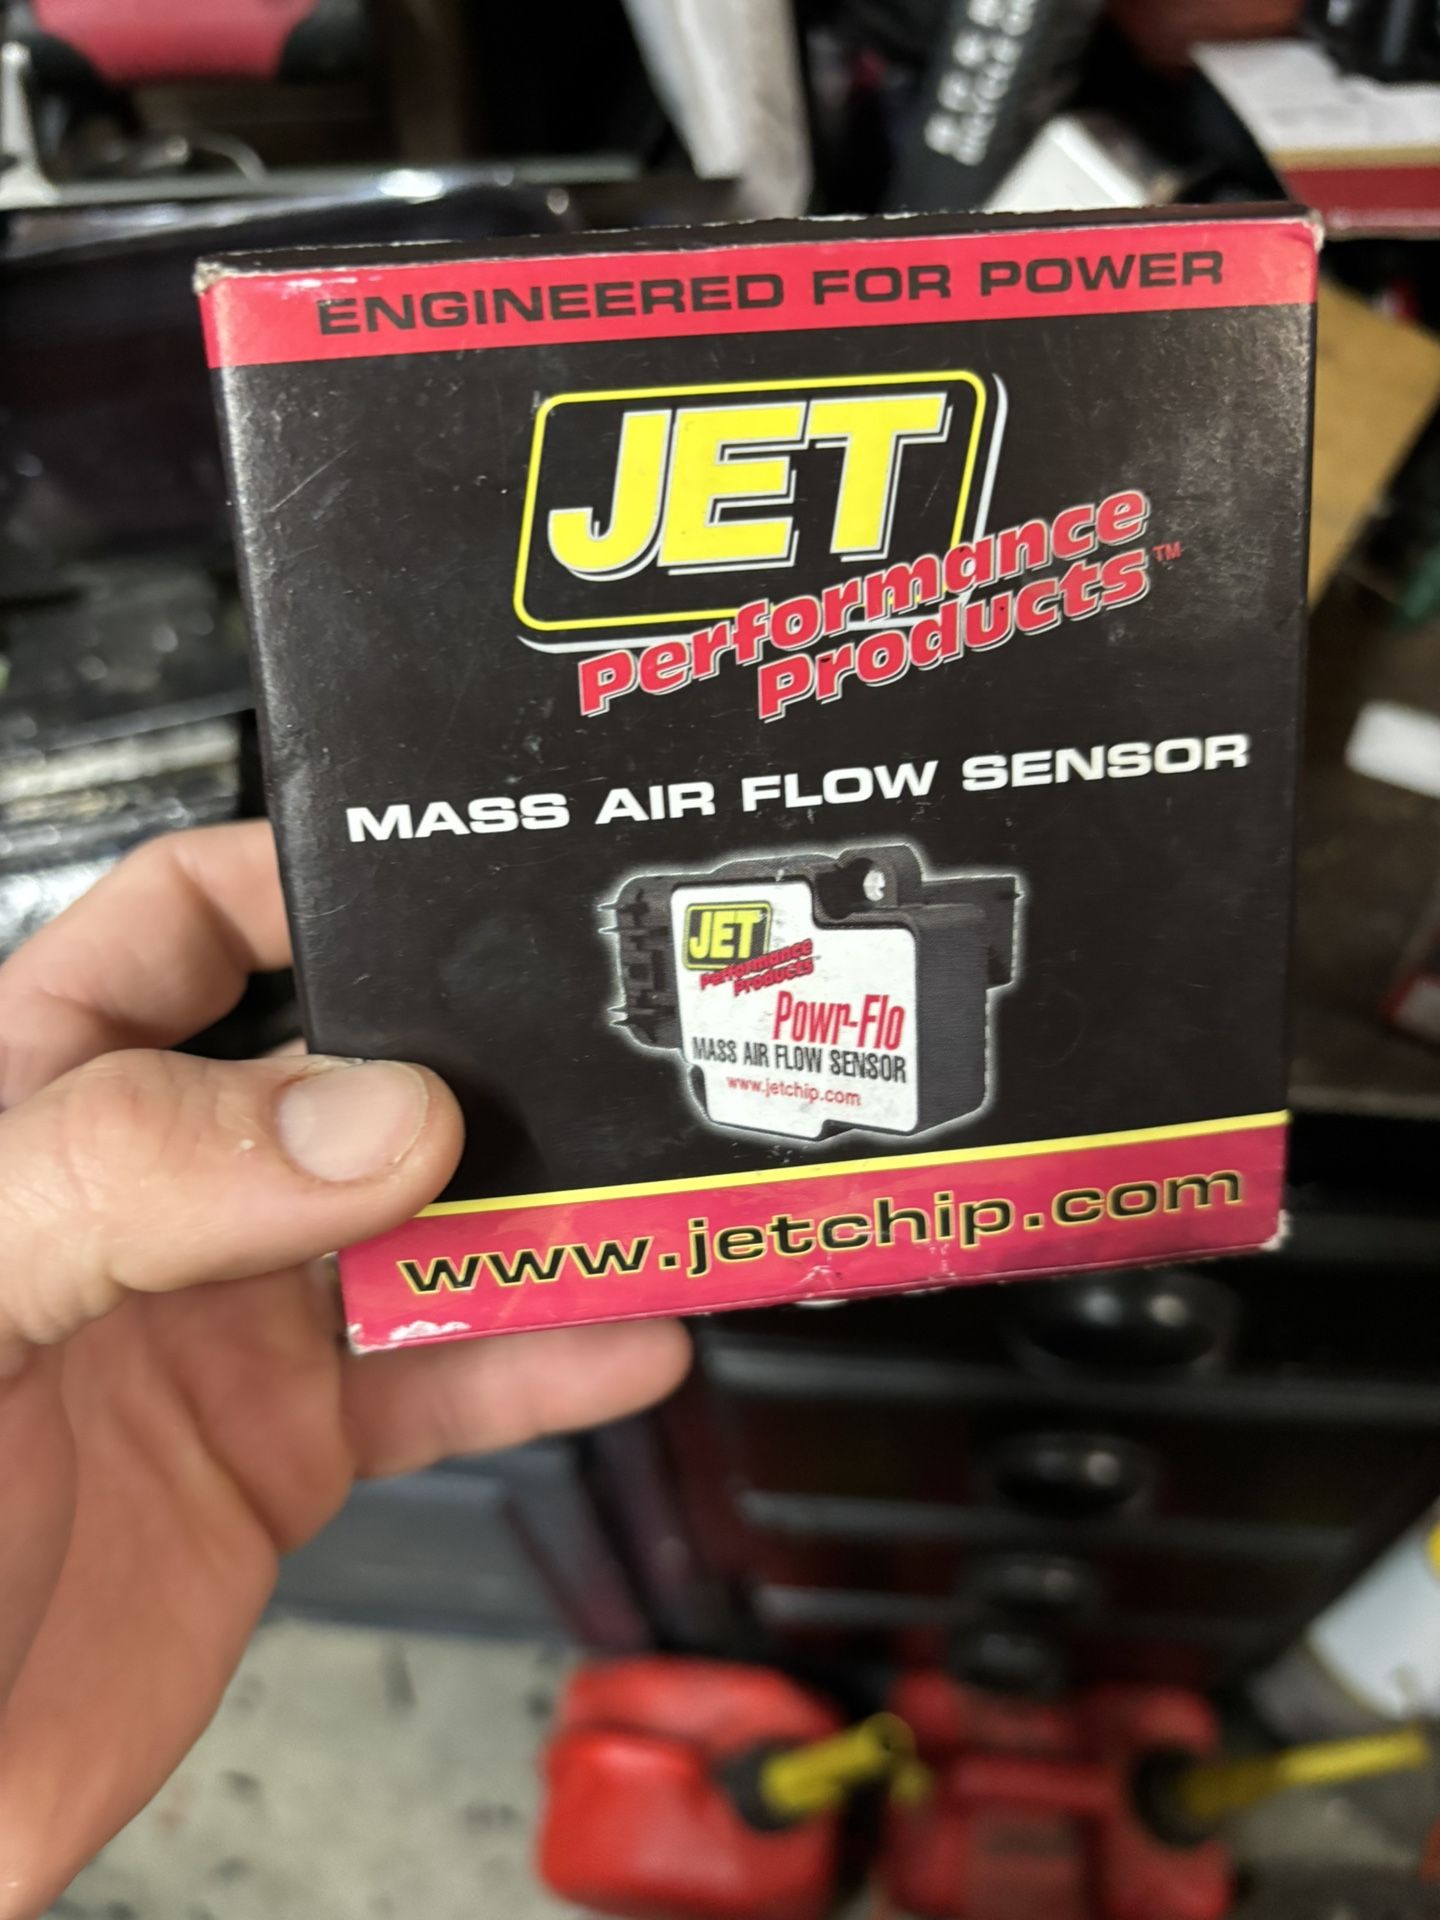 ENGINEERED FOR POWER
JET
Performance
Products™
MASS AIR FLOW SENSOR
JET
Performance
Products
Powr-Flo
MASS AIR FLOW SENSOR
www.jetchip.com
www.jetchip.com